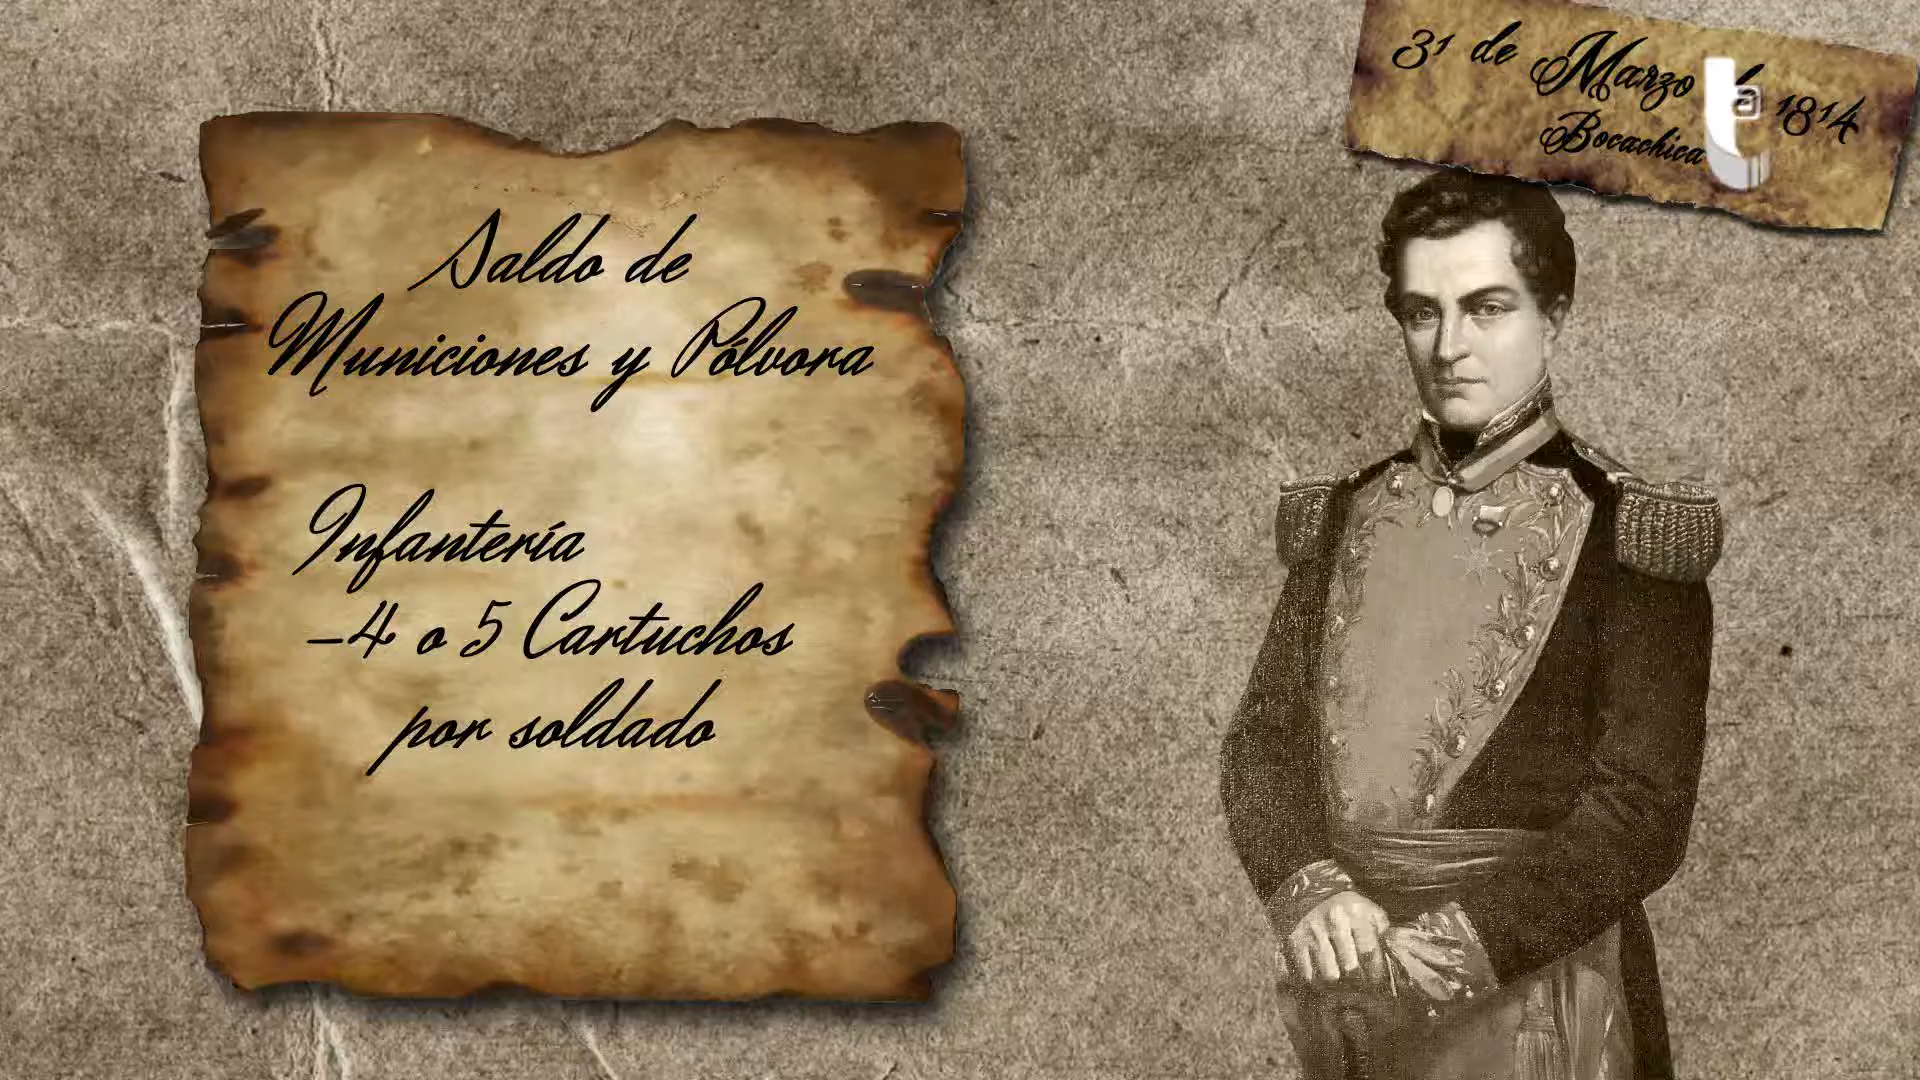 31 de Marzo 1814
Bocachica
Saldo de
Municiones y Pólvora
Infantería
-4 o 5 Cartuchos
por soldado